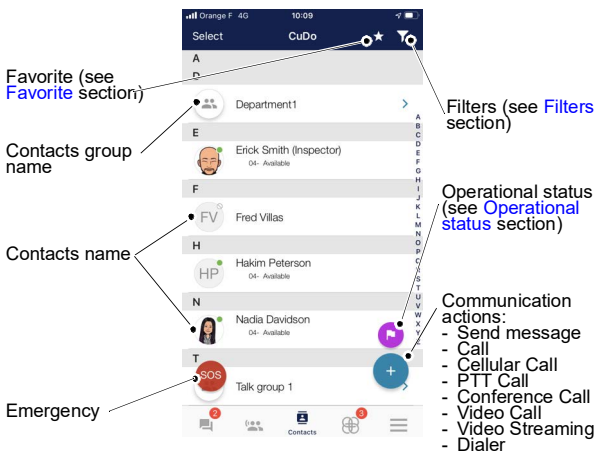 Orange F 4G 10:09
Select CuDo
A
D
Department1
E
Erick Smith (Inspector)
04- Available
F
FV Fred Villas
H
Hakim Peterson
HP
04- Available
N
Nadia Davidson
04- Available
T
SOS
Talk group 1
+
2
3
Contacts
A
B
C
D
E
F
G
H
I
J
K
L
M
N
O
P
Q
R
S
T
U
V
W
X
Y
Z
Favorite (see
Favorite section)
Contacts group
name
Contacts name
Emergency
Filters (see Filters
section)
Operational status
(see Operational
status section)
Communication
actions:
- Send message
- Call
- Cellular Call
- PTT Call
- Conference Call
- Video Call
- Video Streaming
- Dialer